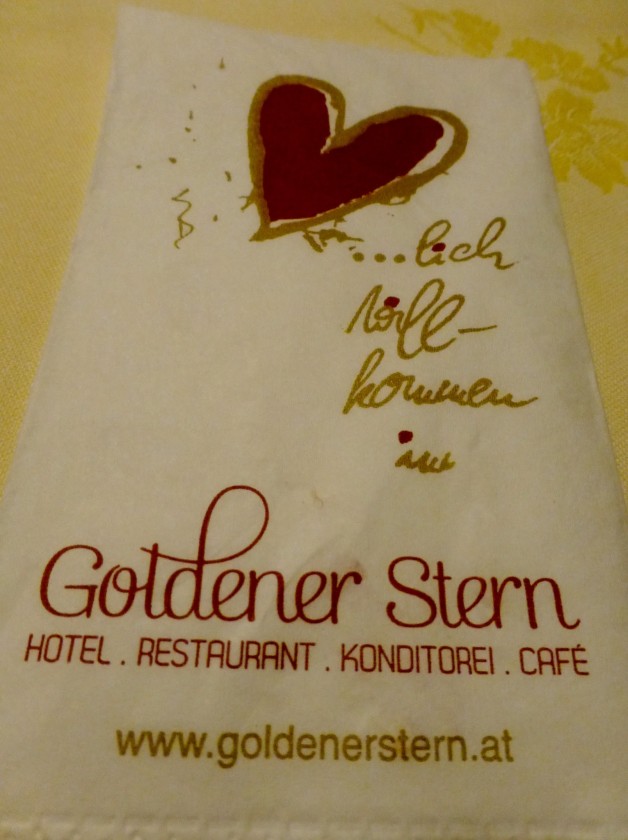 ...lich
will-
kommen
im
Goldener Stern
HOTEL . RESTAURANT . KONDITOREI . CAFÉ
www.goldenerstern.at